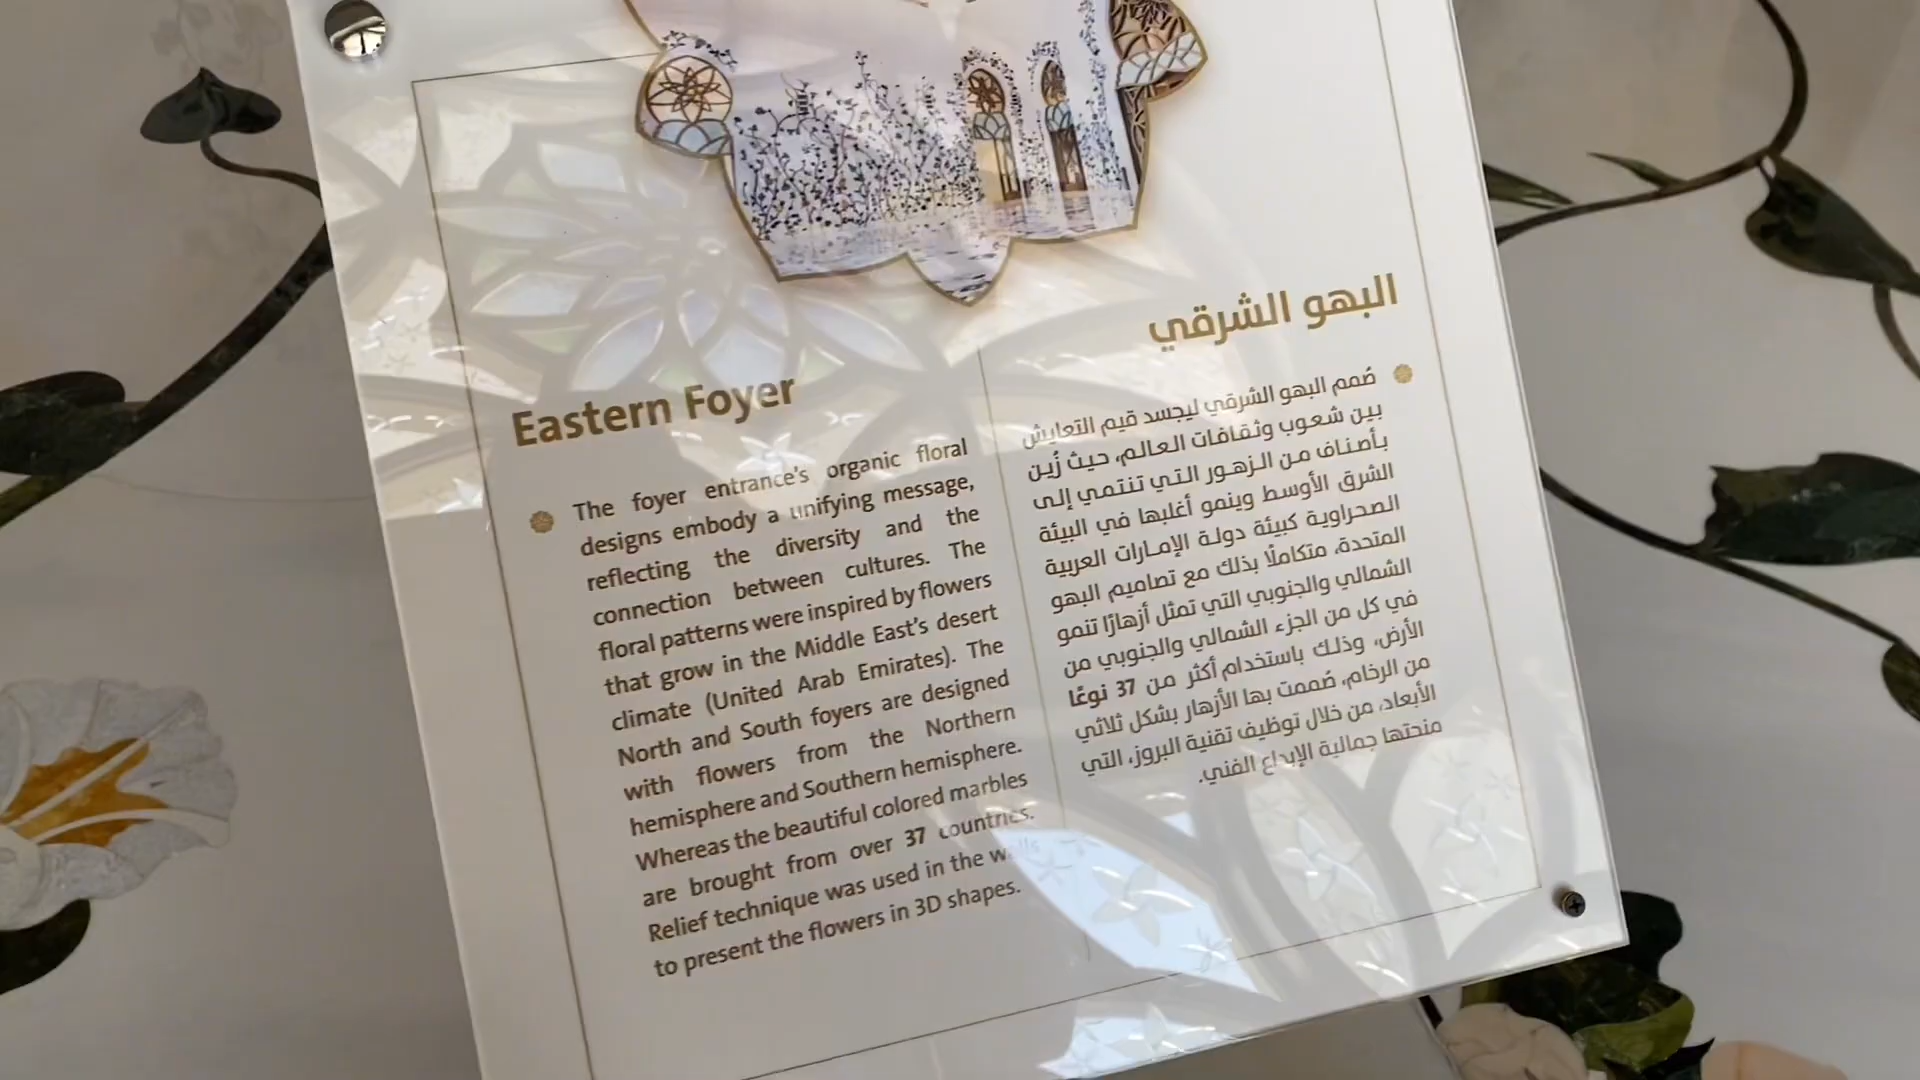 Eastern Foyer
The foyer entrance's organic floral
designs embody a unifying message,
reflecting the diversity and the
connection between cultures. The
floral patterns were inspired by flowers
that grow in the Middle East's desert
climate (United Arab Emirates). The
North and South foyers are designed
with flowers from the Northern
hemisphere and Southern hemisphere.
Whereas the beautiful colored marbles
are brought from over 37 countries.
Relief technique was used in the walls
to present the flowers in 3D shapes.
البهو الشرقي
صُمم البهو الشرقي ليجسد قيم التعايش
بين شعوب وثقافات العالم، حيث زُين
بأصناف من الزهور التي تنتمي إلى
الشرق الأوسط وينمو أغلبها في البيئة
الصحراوية كبيئة دولة الإمارات العربية
المتحدة، متكاملًا بذلك مع تصاميم البهو
الشمالي والجنوبي التي تمثل أزهارًا تنمو
في كل من الجزء الشمالي والجنوبي من
الأرض، وذلك باستخدام أكثر من 37 نوعًا
من الرخام، صُممت بها الأزهار بشكل ثلاثي
الأبعاد، من خلال توظيف تقنية البروز، التي
منحتها جمالية الإبداع الفني.